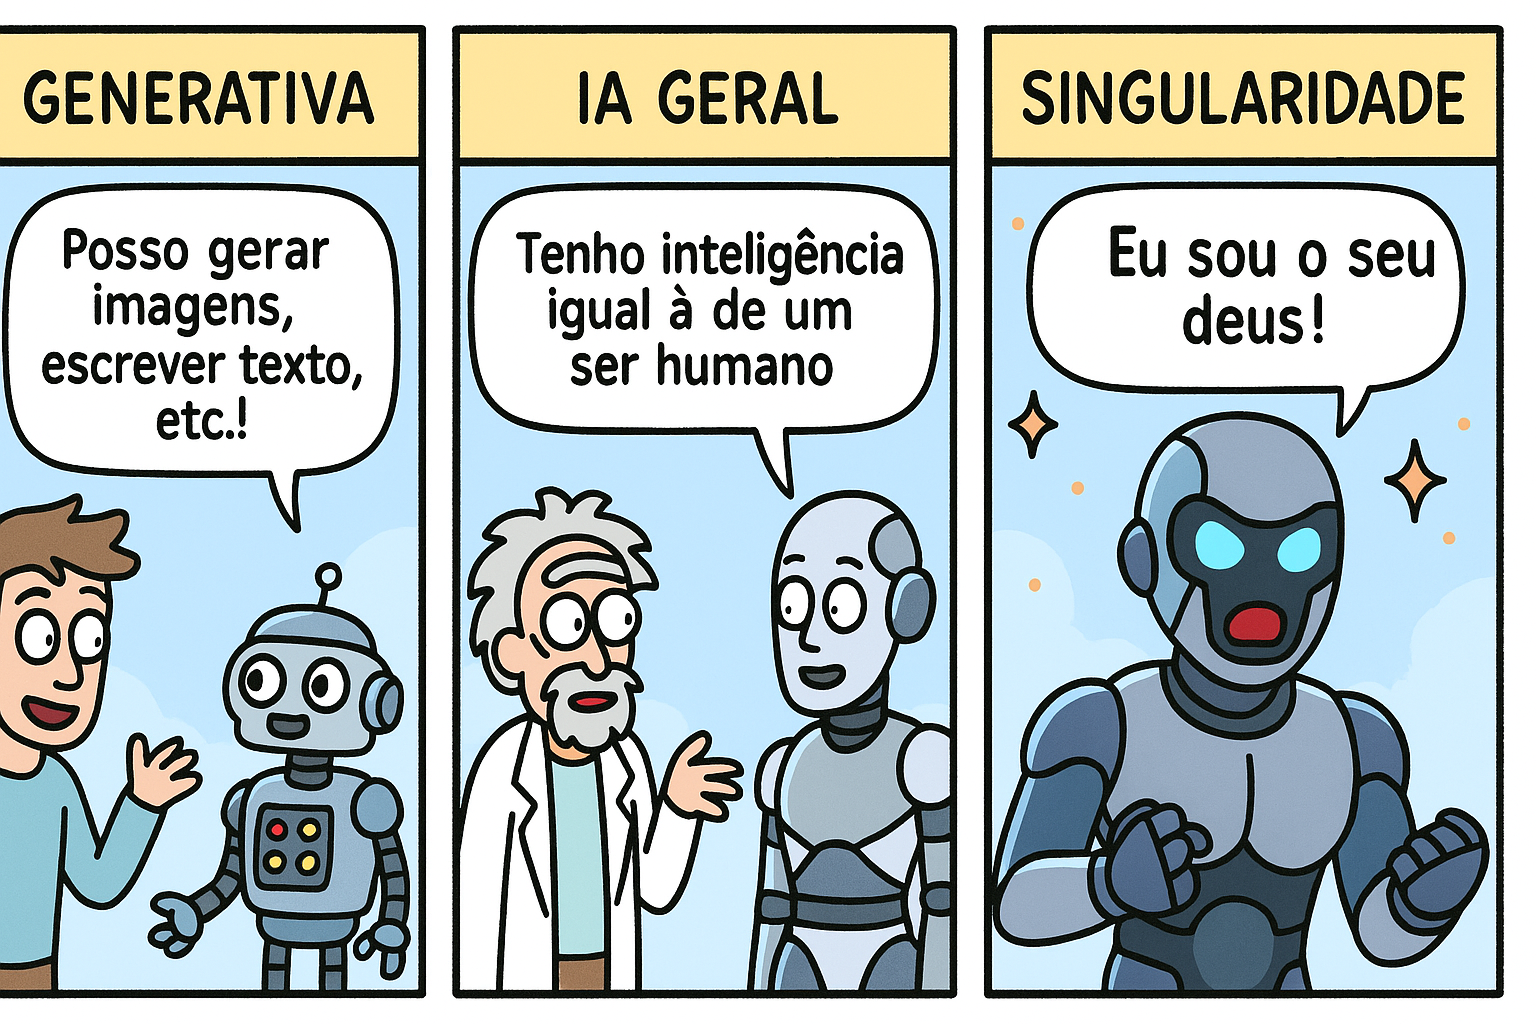 GENERATIVA
Posso gerar
imagens,
escrever texto,
etc.!
IA GERAL
Tenho inteligência
igual à de um
ser humano
SINGULARIDADE
Eu sou o seu
deus!